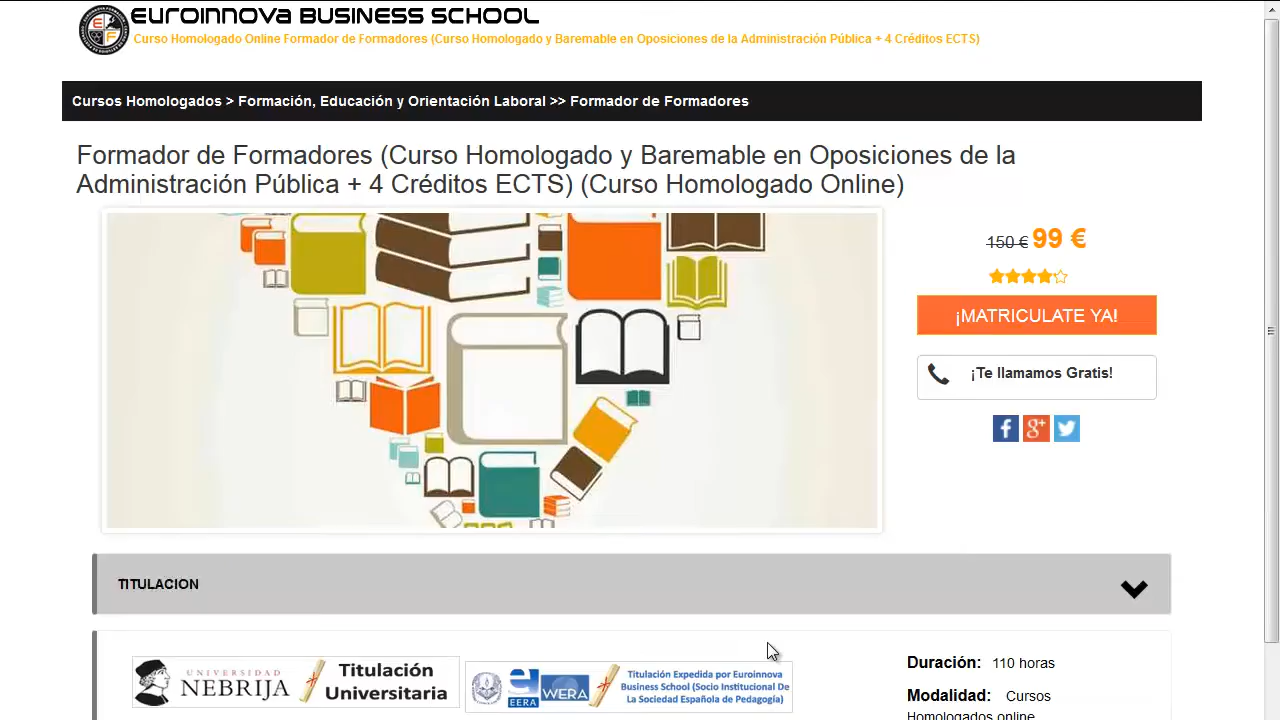 EUROINNOVA BUSINESS SCHOOL
Curso Homologado Online Formador de Formadores (Curso Homologado y Baremable en Oposiciones de la Administración Pública + 4 Créditos ECTS)
Cursos Homologados > Formación, Educación y Orientación Laboral >> Formador de Formadores
Formador de Formadores (Curso Homologado y Baremable en Oposiciones de la
Administración Pública + 4 Créditos ECTS) (Curso Homologado Online)
150 € 99 €
¡MATRICULATE YA!
¡Te llamamos Gratis!
TITULACION
UNIVERSIDAD
NEBRIJA
Titulación
Universitaria
EERA
WERA
Titulación Expedida por Euroinnova
Business School (Socio Institucional De
La Sociedad Española de Pedagogía)
Duración: 110 horas
Modalidad: Cursos
Homologados online